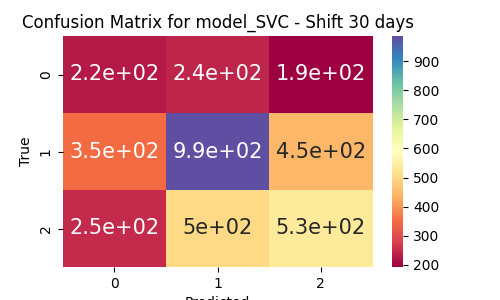 Confusion Matrix for model_SVC - Shift 30 days
0 2.2e+02 2.4e+02 1.9e+02
1 3.5e+02 9.9e+02 4.5e+02
2 2.5e+02 5e+02 5.3e+02
True
0 1 2
Predicted
900
800
700
600
500
400
300
200